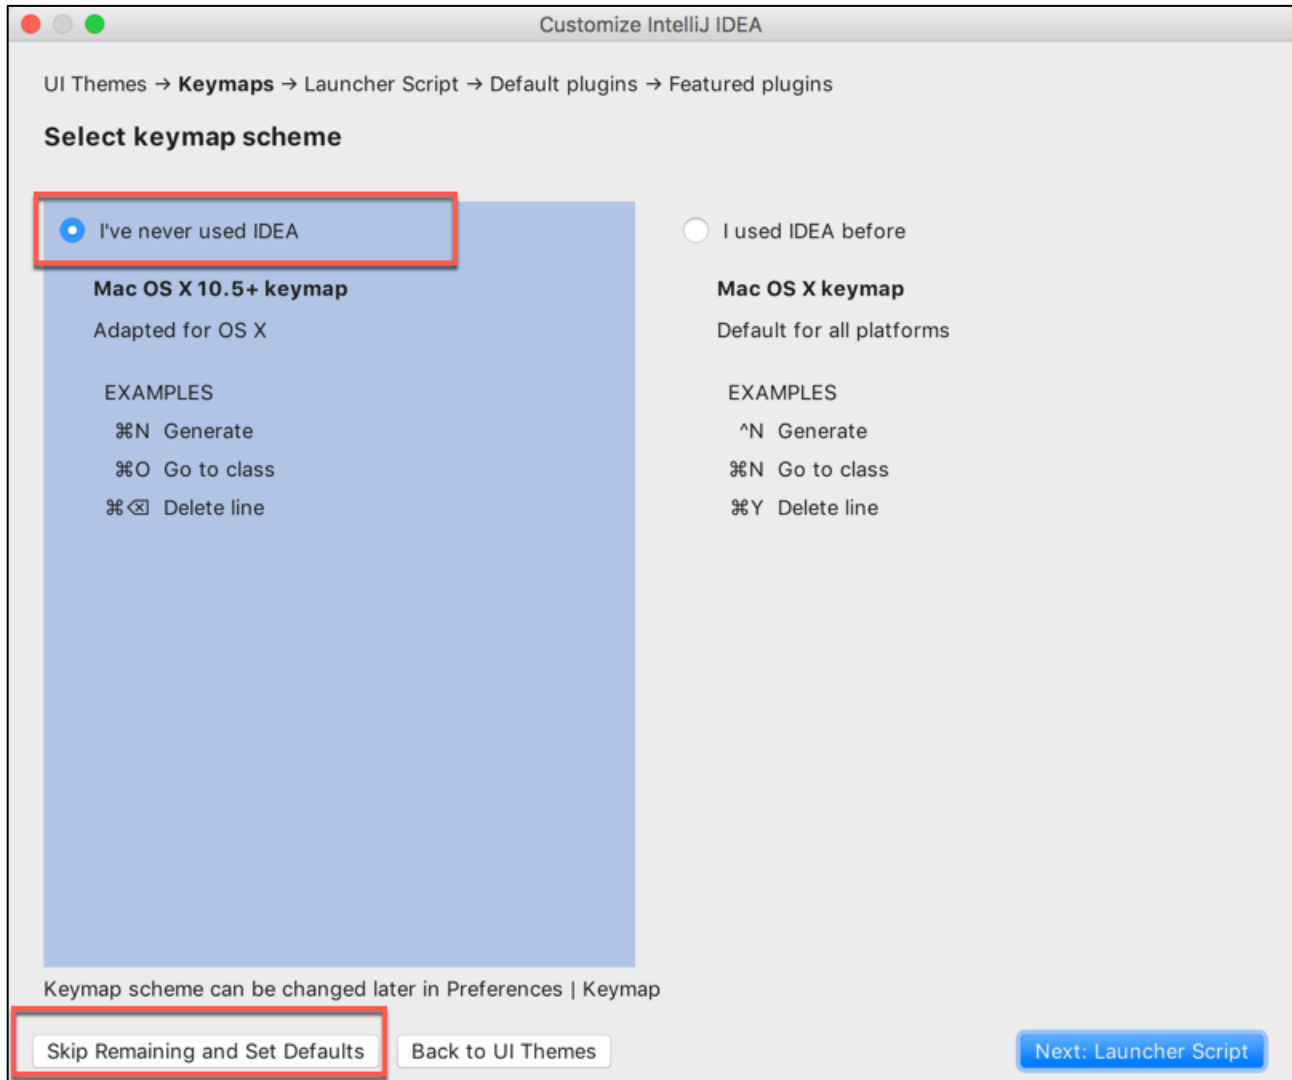 Customize IntelliJ IDEA
UI Themes → Keymaps → Launcher Script → Default plugins → Featured plugins
Select keymap scheme
I've never used IDEA
Mac OS X 10.5+ keymap
Adapted for OS X
EXAMPLES
⌘N Generate
⌘O Go to class
⌘⌫ Delete line
I used IDEA before
Mac OS X keymap
Default for all platforms
EXAMPLES
^N Generate
⌘N Go to class
⌘Y Delete line
Keymap scheme can be changed later in Preferences | Keymap
Skip Remaining and Set Defaults
Back to UI Themes
Next: Launcher Script